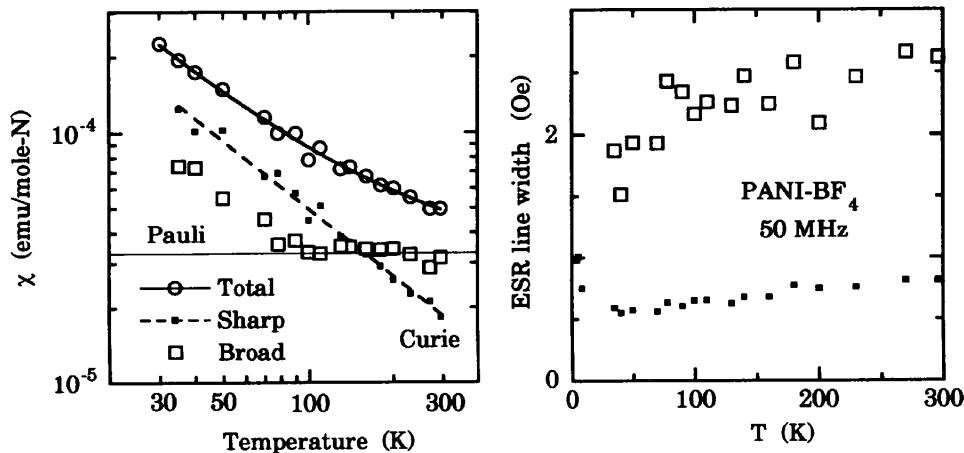 χ (emu/mole-N)
10⁻⁴
10⁻⁵
Pauli
Total
Sharp
Broad
Curie
30
50
100
300
Temperature (K)
ESR line width (Oe)
2
0
PANI-BF₄
50 MHz
0
100
200
300
T (K)